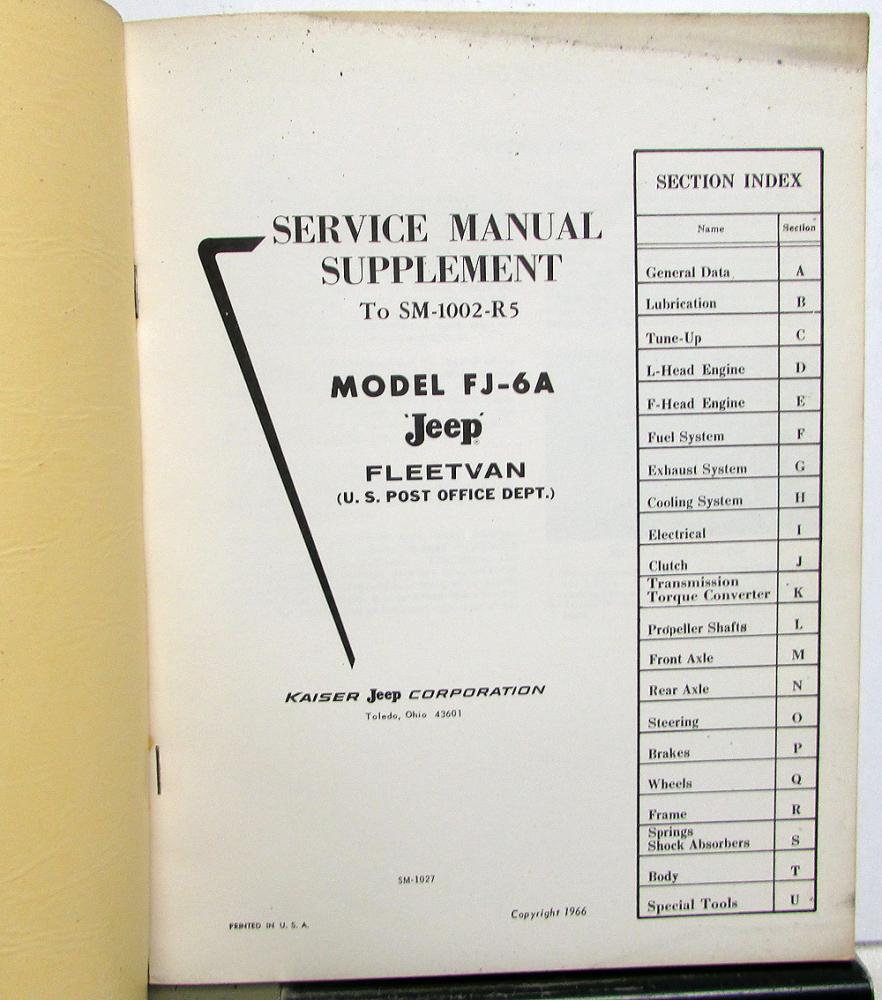 SERVICE MANUAL
SUPPLEMENT
To SM-1002-R5
MODEL FJ-6A
'Jeep'
FLEETVAN
(U. S. POST OFFICE DEPT.)
KAISER Jeep CORPORATION
Toledo, Ohio 43601
SM-1027
Copyright 1966
PRINTED IN U. S. A.
SECTION INDEX
Name Section
General Data A
Lubrication B
Tune-Up C
L-Head Engine D
F-Head Engine E
Fuel System F
Exhaust System G
Cooling System H
Electrical I
Clutch J
Transmission
Torque Converter K
Propeller Shafts L
Front Axle M
Rear Axle N
Steering O
Brakes P
Wheels Q
Frame R
Springs
Shock Absorbers S
Body T
Special Tools U